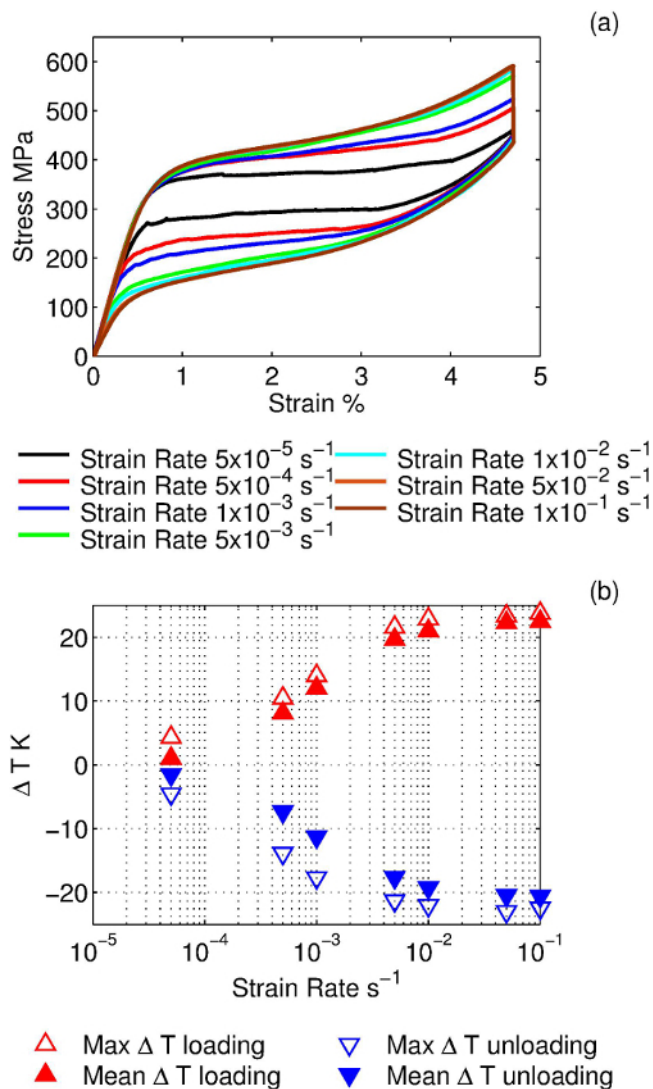 (a)
600
500
400
300
200
100
0
Stress MPa
0 1 2 3 4 5
Strain %
Strain Rate 5x10⁻⁵ s⁻¹ Strain Rate 1x10⁻² s⁻¹
Strain Rate 5x10⁻⁴ s⁻¹ Strain Rate 5x10⁻² s⁻¹
Strain Rate 1x10⁻³ s⁻¹ Strain Rate 1x10⁻¹ s⁻¹
Strain Rate 5x10⁻³ s⁻¹
(b)
20
10
0
−10
−20
Δ T K
10⁻⁵ 10⁻⁴ 10⁻³ 10⁻² 10⁻¹
Strain Rate s⁻¹
Max Δ T loading Max Δ T unloading
Mean Δ T loading Mean Δ T unloading